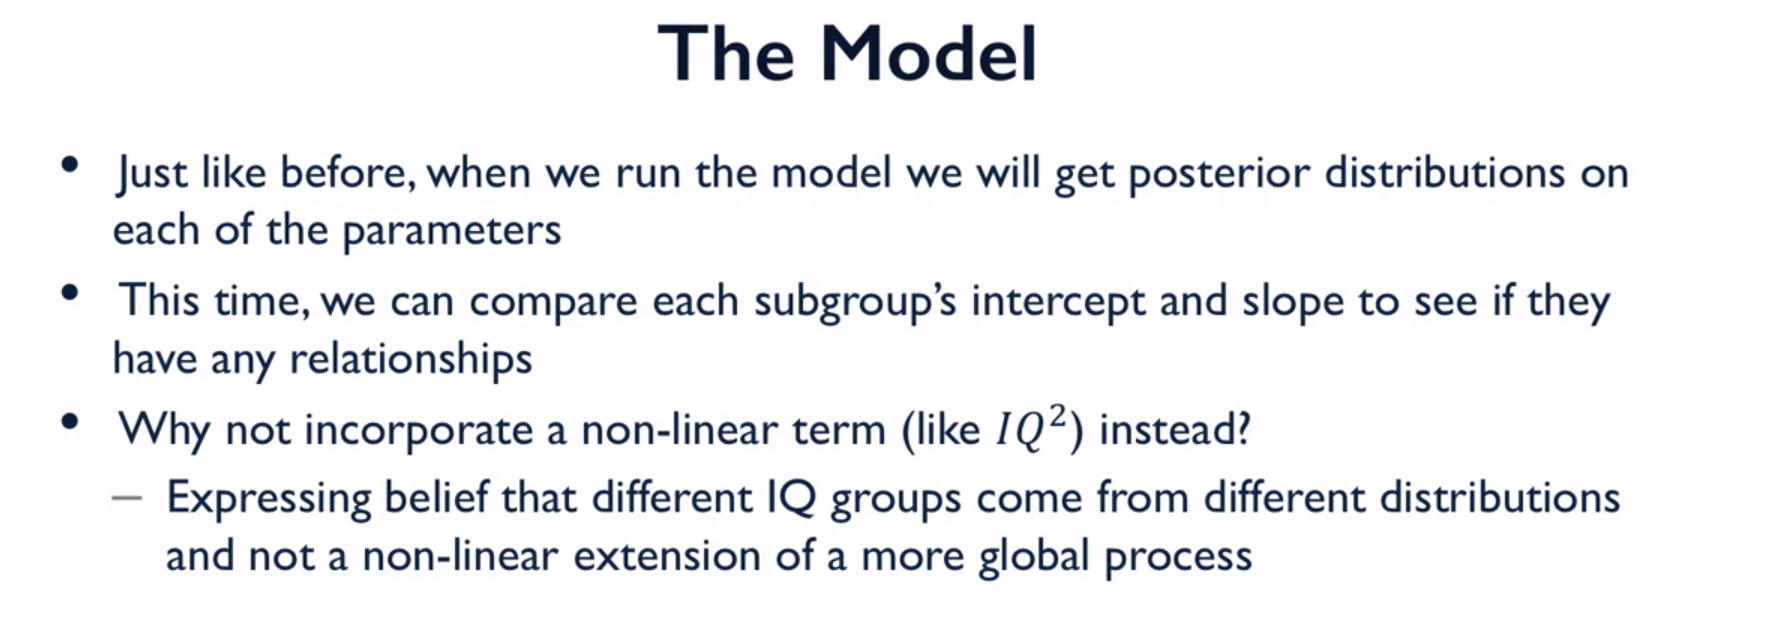 The Model
• Just like before, when we run the model we will get posterior distributions on
each of the parameters
• This time, we can compare each subgroup’s intercept and slope to see if they
have any relationships
• Why not incorporate a non-linear term (like IQ²) instead?
– Expressing belief that different IQ groups come from different distributions
and not a non-linear extension of a more global process